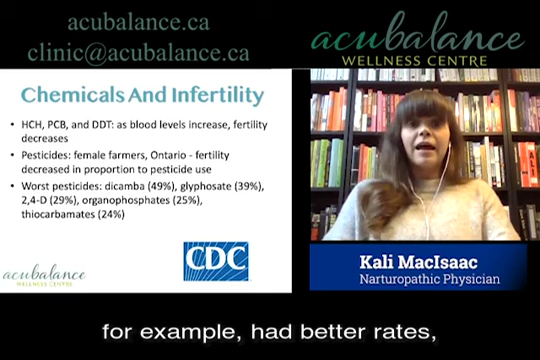 acubalance.ca
clinic@acubalance.ca
acubalance
WELLNESS CENTRE
Chemicals And Infertility
• HCH, PCB, and DDT: as blood levels increase, fertility
decreases
• Pesticides: female farmers, Ontario - fertility
decreased in proportion to pesticide use
• Worst pesticides: dicamba (49%), glyphosate (39%),
2,4-D (29%), organophosphates (25%),
thiocarbamates (24%)
CDC
acubalance
WELLNESS CENTRE
Kali MacIsaac
Narturopathic Physician
for example, had better rates,